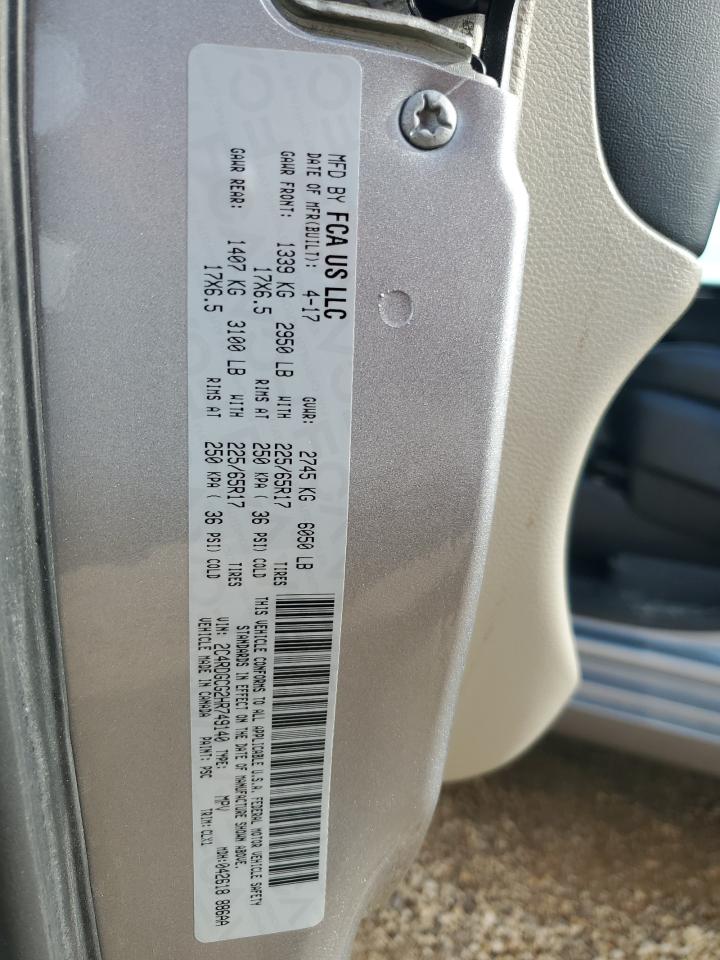 MFD BY FCA US LLC
DATE OF MFR(BUILT): 4-17 GVWR: 2745 KG 6050 LB
GAWR FRONT: 1339 KG 2950 LB WITH 225/65R17 TIRES
17X6.5 RIMS AT 250 KPA ( 36 PSI) COLD
GAWR REAR: 1407 KG 3100 LB WITH 225/65R17 TIRES
17X6.5 RIMS AT 250 KPA ( 36 PSI) COLD
THIS VEHICLE CONFORMS TO ALL APPLICABLE U.S.A. FEDERAL MOTOR VEHICLE SAFETY
STANDARDS IN EFFECT ON THE DATE OF MANUFACTURE SHOWN ABOVE.
VIN: 2C4RDGCG2HR749140 TYPE: MPV MDH:042618 886AA
VEHICLE MADE IN CANADA PAINT: PSC TRIM: CLX1